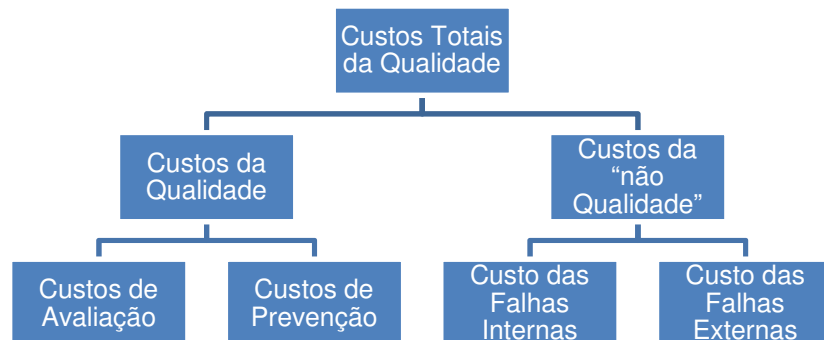 Custos Totais
da Qualidade
Custos da
Qualidade
Custos da
“não
Qualidade”
Custos de
Avaliação
Custos de
Prevenção
Custo das
Falhas
Internas
Custo das
Falhas
Externas